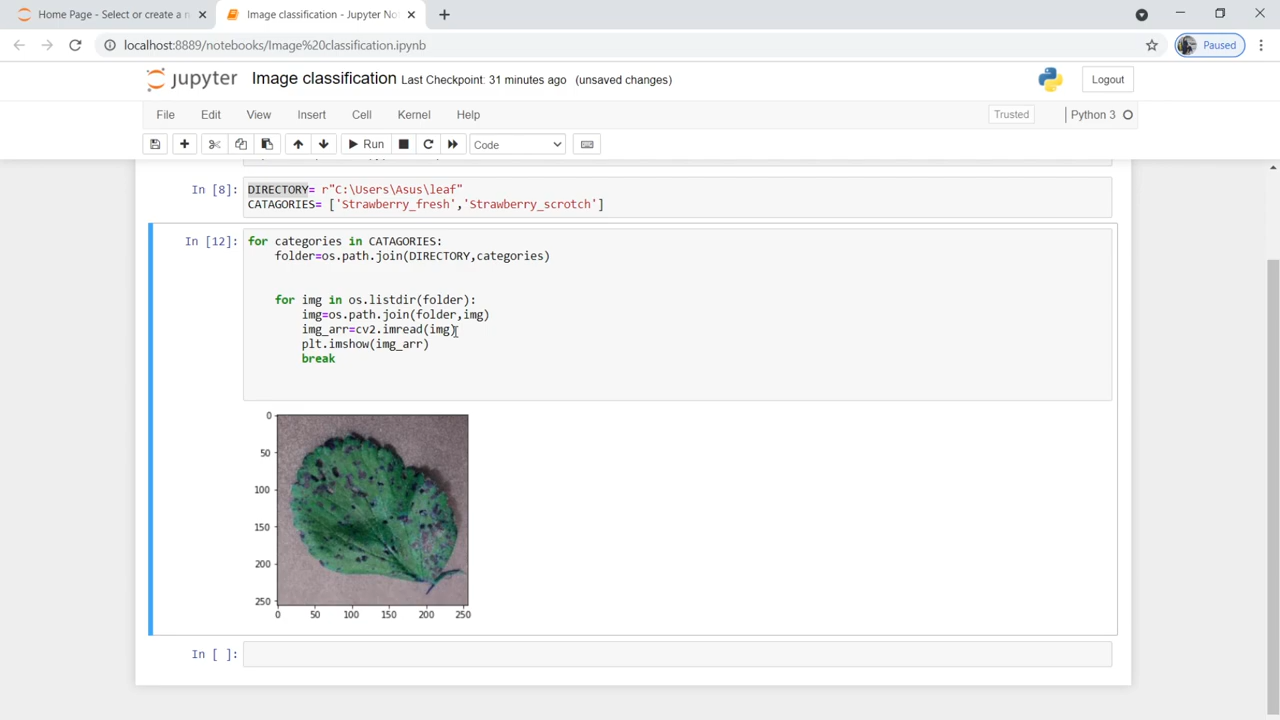 Home Page - Select or create a n
Image classification - Jupyter No
localhost:8889/notebooks/Image%20classification.ipynb
Paused
jupyter Image classification Last Checkpoint: 31 minutes ago (unsaved changes)
Logout
File Edit View Insert Cell Kernel Help
Trusted
Python 3
Run
Code
In [8]: DIRECTORY= r"C:\Users\Asus\leaf"
CATAGORIES= ['Strawberry_fresh','Strawberry_scrotch']
In [12]: for categories in CATAGORIES:
folder=os.path.join(DIRECTORY,categories)
for img in os.listdir(folder):
img=os.path.join(folder,img)
img_arr=cv2.imread(img)
plt.imshow(img_arr)
break
0
50
100
150
200
250
0 50 100 150 200 250
In [ ]: